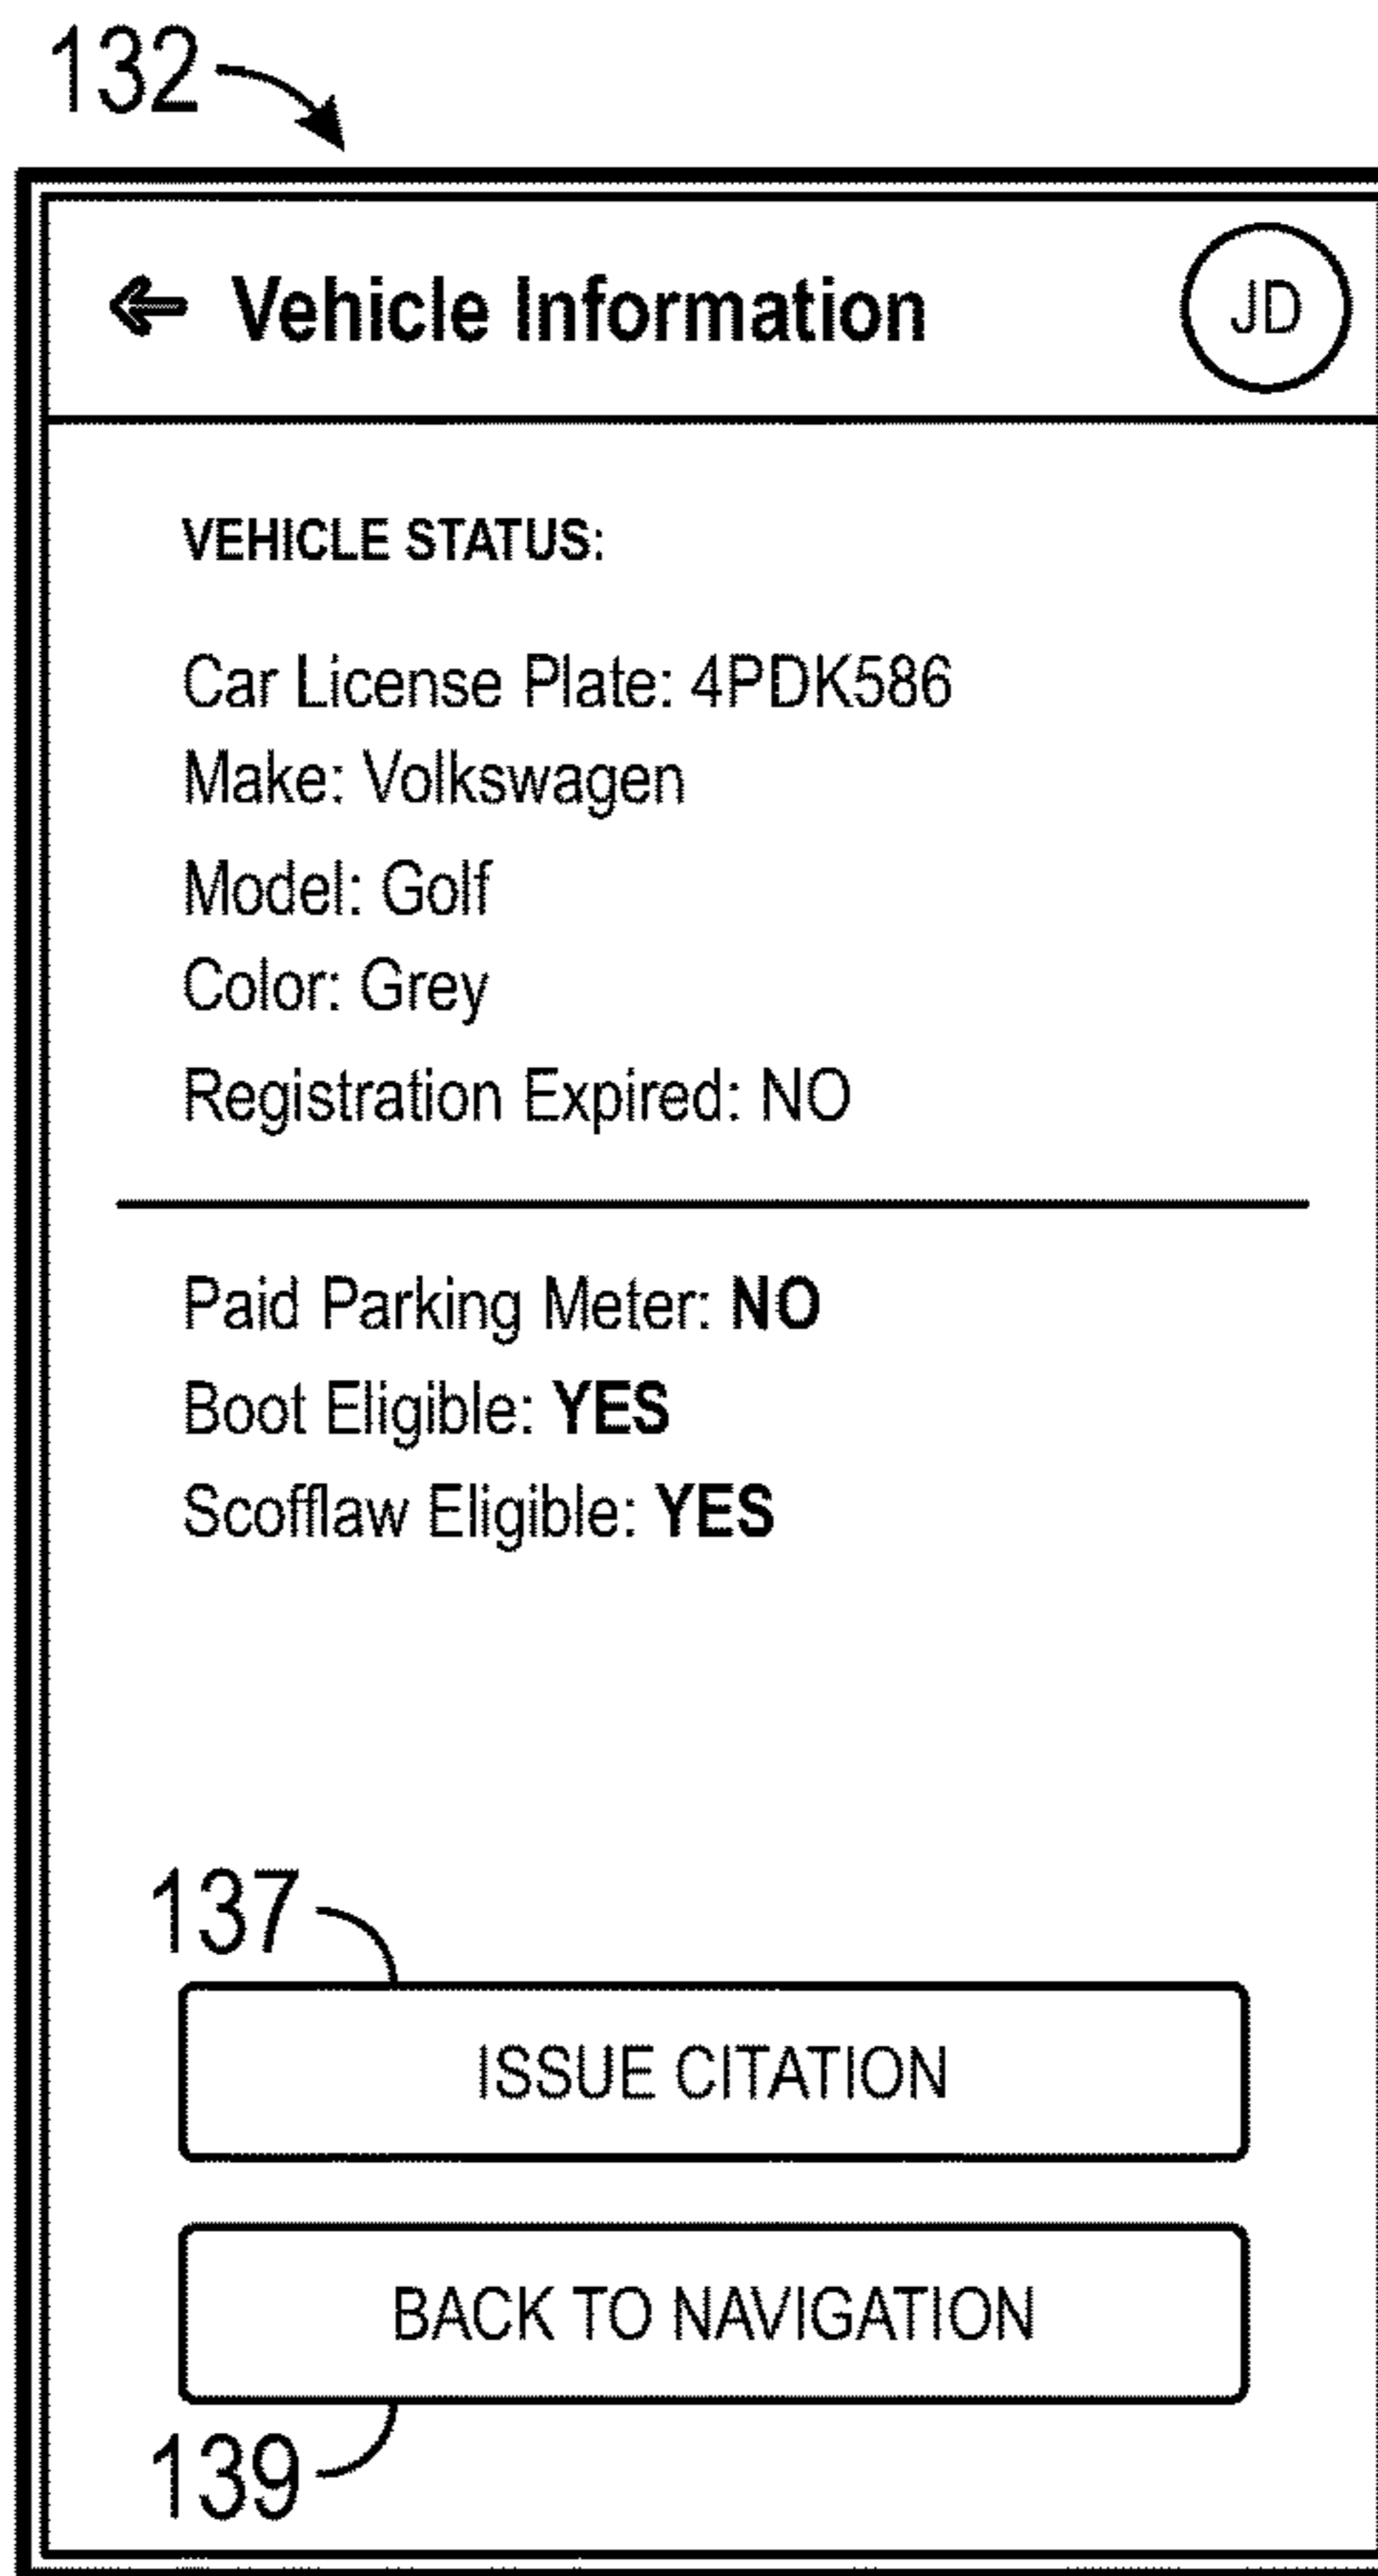 132
Vehicle Information
JD
VEHICLE STATUS:
Car License Plate: 4PDK586
Make: Volkswagen
Model: Golf
Color: Grey
Registration Expired: NO
Paid Parking Meter: NO
Boot Eligible: YES
Scofflaw Eligible: YES
137
ISSUE CITATION
BACK TO NAVIGATION
139